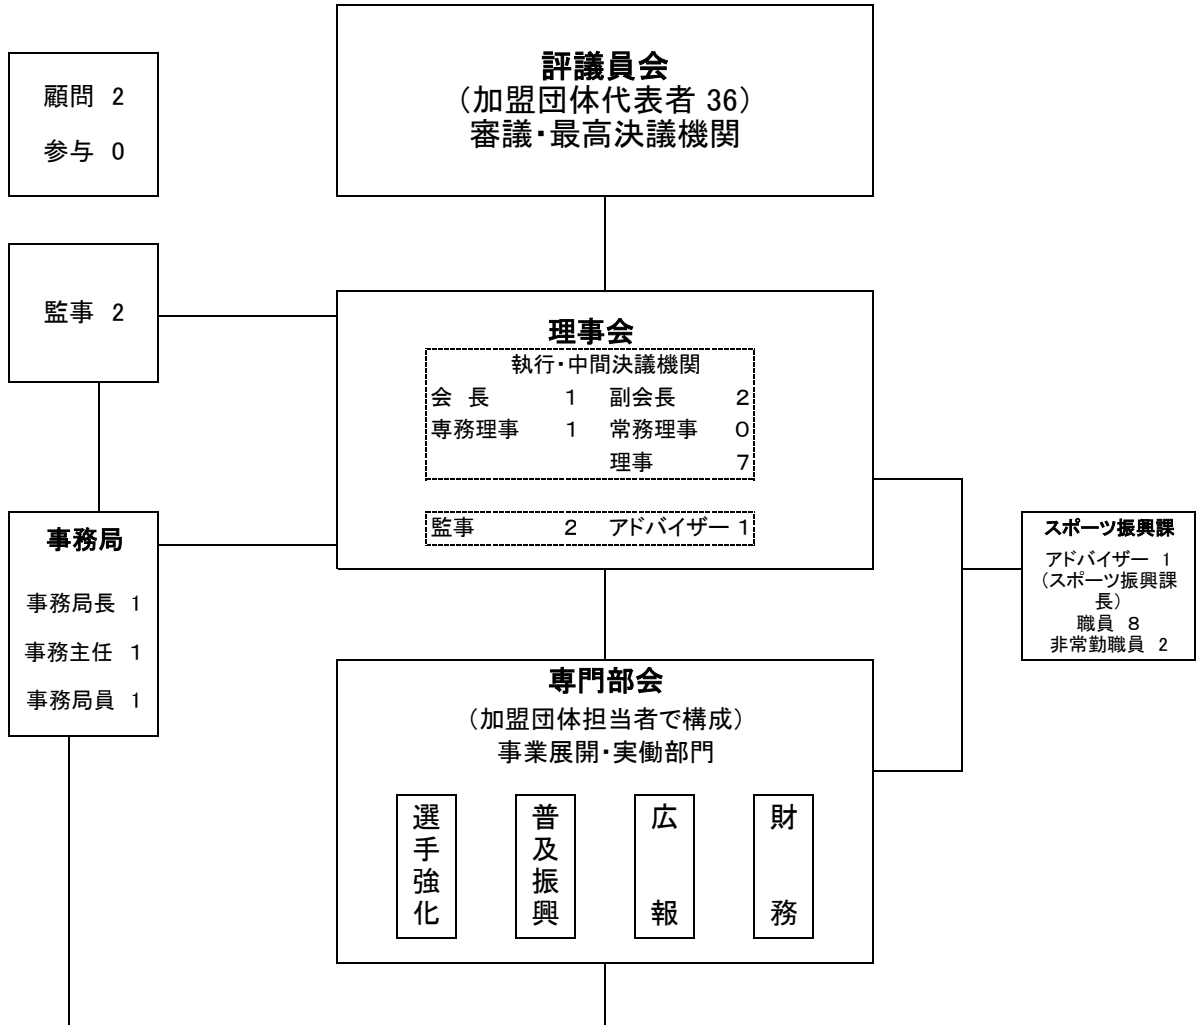 評議員会
（加盟団体代表者 36）
審議・最高決議機関
顧問 2
参与 0
監事 2
理事会
執行・中間決議機関
会 長 1 副会長 2
専務理事 1 常務理事 0
理事 7
監事 2 アドバイザー 1
事務局
事務局長 1
事務主任 1
事務局員 1
スポーツ振興課
アドバイザー 1
（スポーツ振興課
長）
職員 8
非常勤職員 2
専門部会
（加盟団体担当者で構成）
事業展開・実働部門
選手強化
普及振興
広報
財務